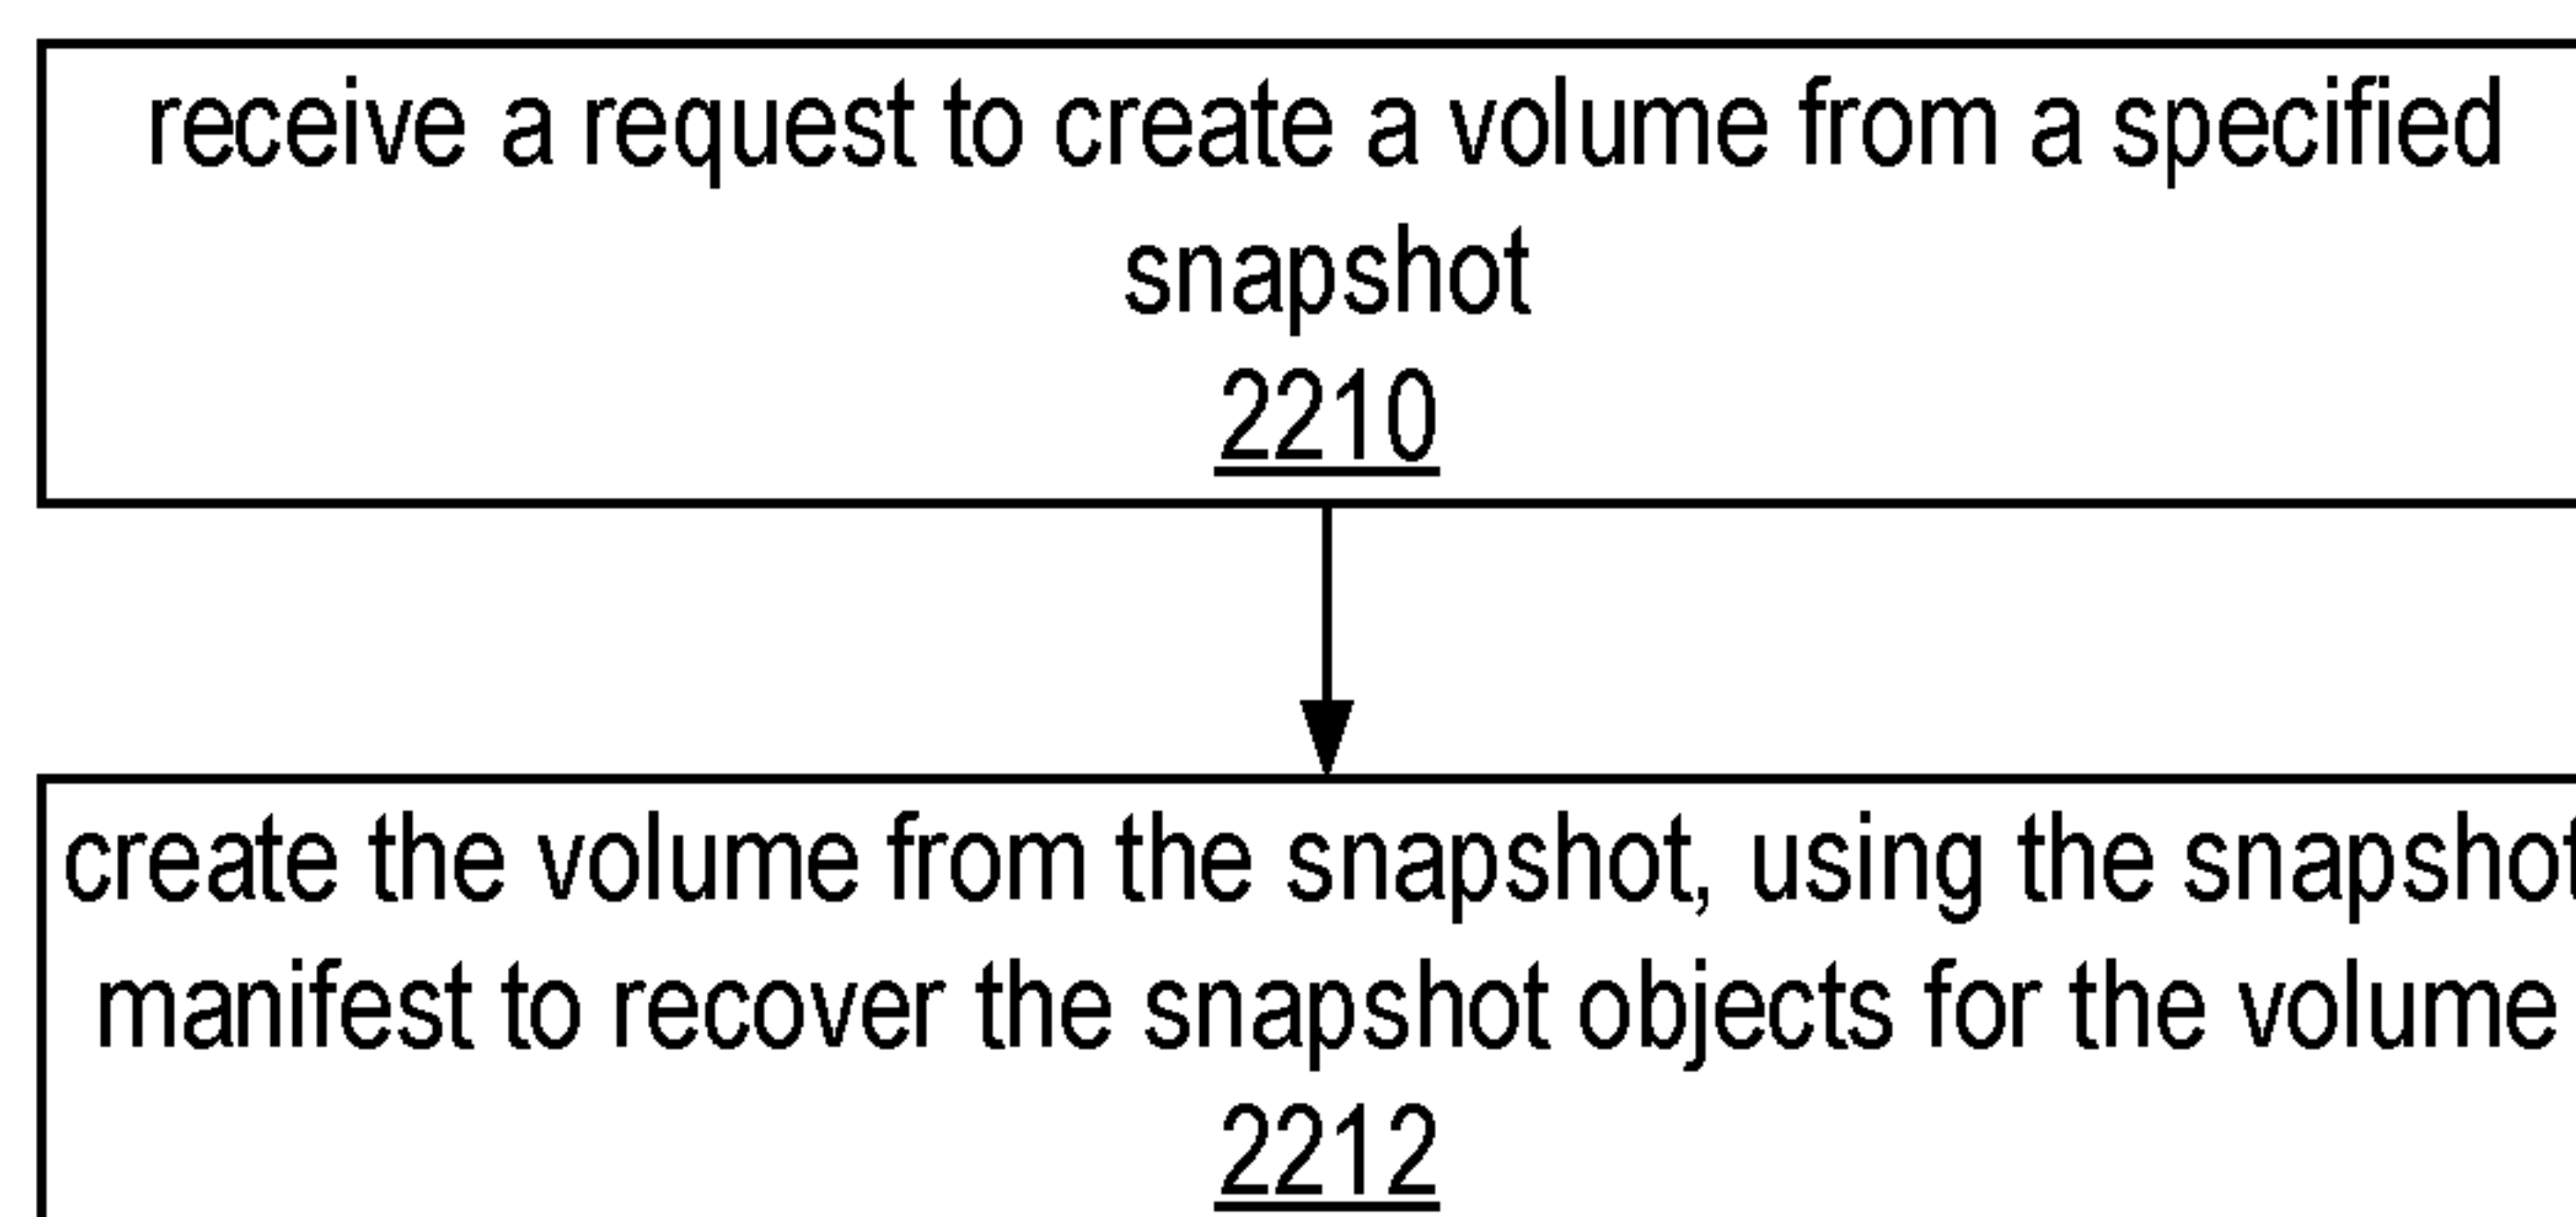 receive a request to create a volume from a specified
snapshot
2210
create the volume from the snapshot, using the snapshot
manifest to recover the snapshot objects for the volume
2212